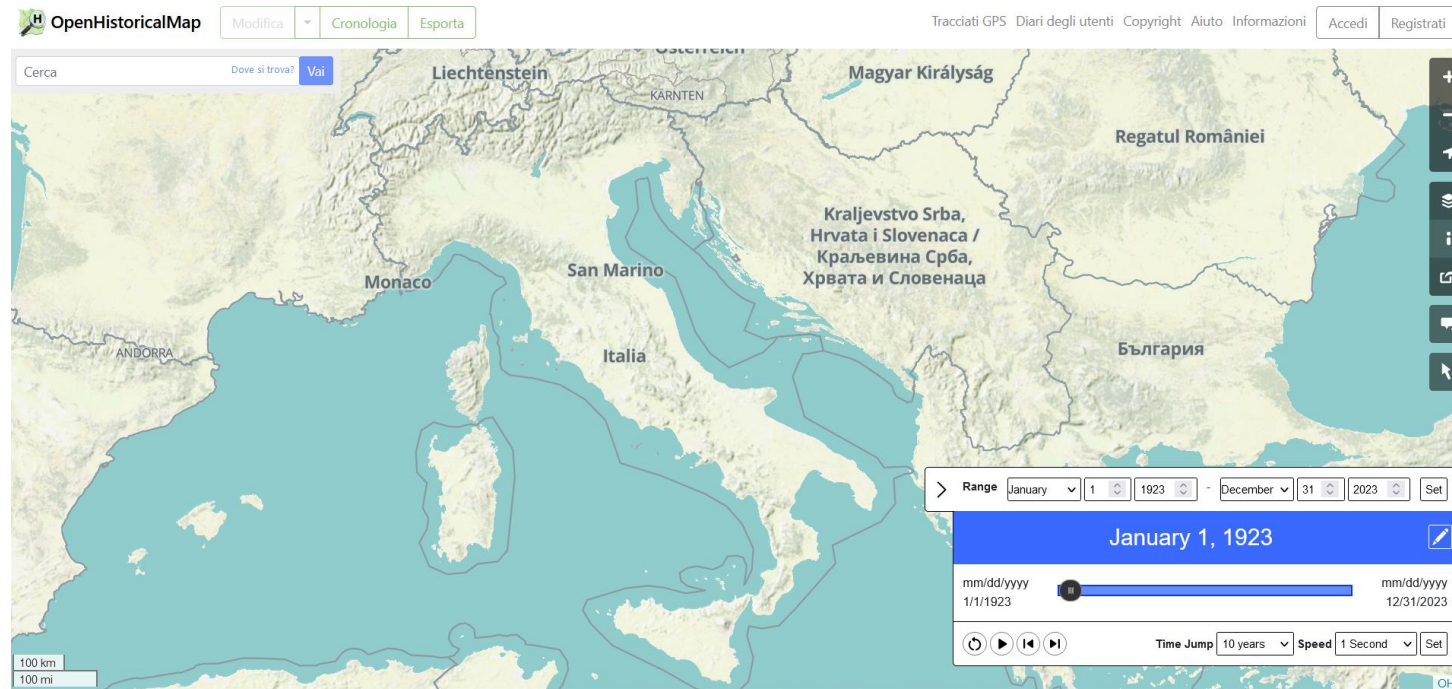 OpenHistoricalMap Modifica Cronologia Esporta Tracciati GPS Diari degli utenti Copyright Aiuto Informazioni Accedi Registrati
Cerca Dove si trova? Vai
Österreich
Liechtenstein
Magyar Királyság
KÄRNTEN
Regatul României
Kraljevstvo Srba,
Hrvata i Slovenaca /
Краљевина Срба,
Хрвата и Словенаца
San Marino
Monaco
ANDORRA
Italia
България
Range January 1 1923 - December 31 2023 Set
January 1, 1923
mm/dd/yyyy mm/dd/yyyy
1/1/1923 12/31/2023
Time Jump 10 years Speed 1 Second Set
100 km
100 mi